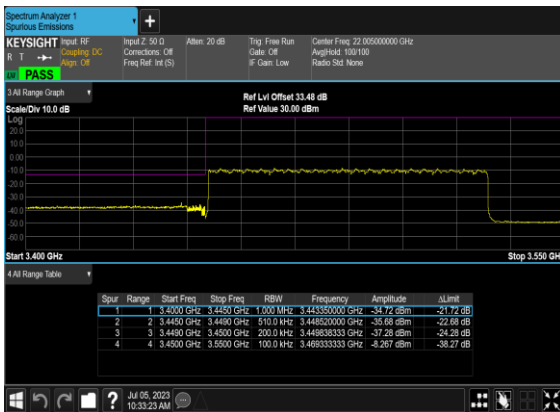 Spectrum Analyzer 1
Spurious Emissions
+
KEYSIGHT Input: RF Input Z: 50 Ω Atten: 20 dB Trig: Free Run Center Freq: 22.005000000 GHz
R T Coupling: DC Corrections: Off Gate: Off Avg|Hold: 100/100
Align: Off Freq Ref: Int (S) IF Gain: Low Radio Std: None
LV PASS
3 All Range Graph
Ref Lvl Offset 33.48 dB
Scale/Div 10.0 dB Ref Value 30.00 dBm
Log
20.0
10.0
0.00
-10.0
-20.0
-30.0
-40.0
-50.0
-60.0
Start 3.400 GHz Stop 3.550 GH
4 All Range Table
Spur Range Start Freq Stop Freq RBW Frequency Amplitude ΔLimit
1 1 3.4000 GHz 3.4450 GHz 1.000 MHz 3.443350000 GHz -34.72 dBm -21.72 dB
2 2 3.4450 GHz 3.4490 GHz 510.0 kHz 3.448520000 GHz -35.68 dBm -22.68 dB
3 3 3.4490 GHz 3.4500 GHz 200.0 kHz 3.449838333 GHz -37.28 dBm -24.28 dB
4 4 3.4500 GHz 3.5500 GHz 100.0 kHz 3.469333333 GHz -8.267 dBm -38.27 dB
?
Jul 05, 2023
10:33:23 AM